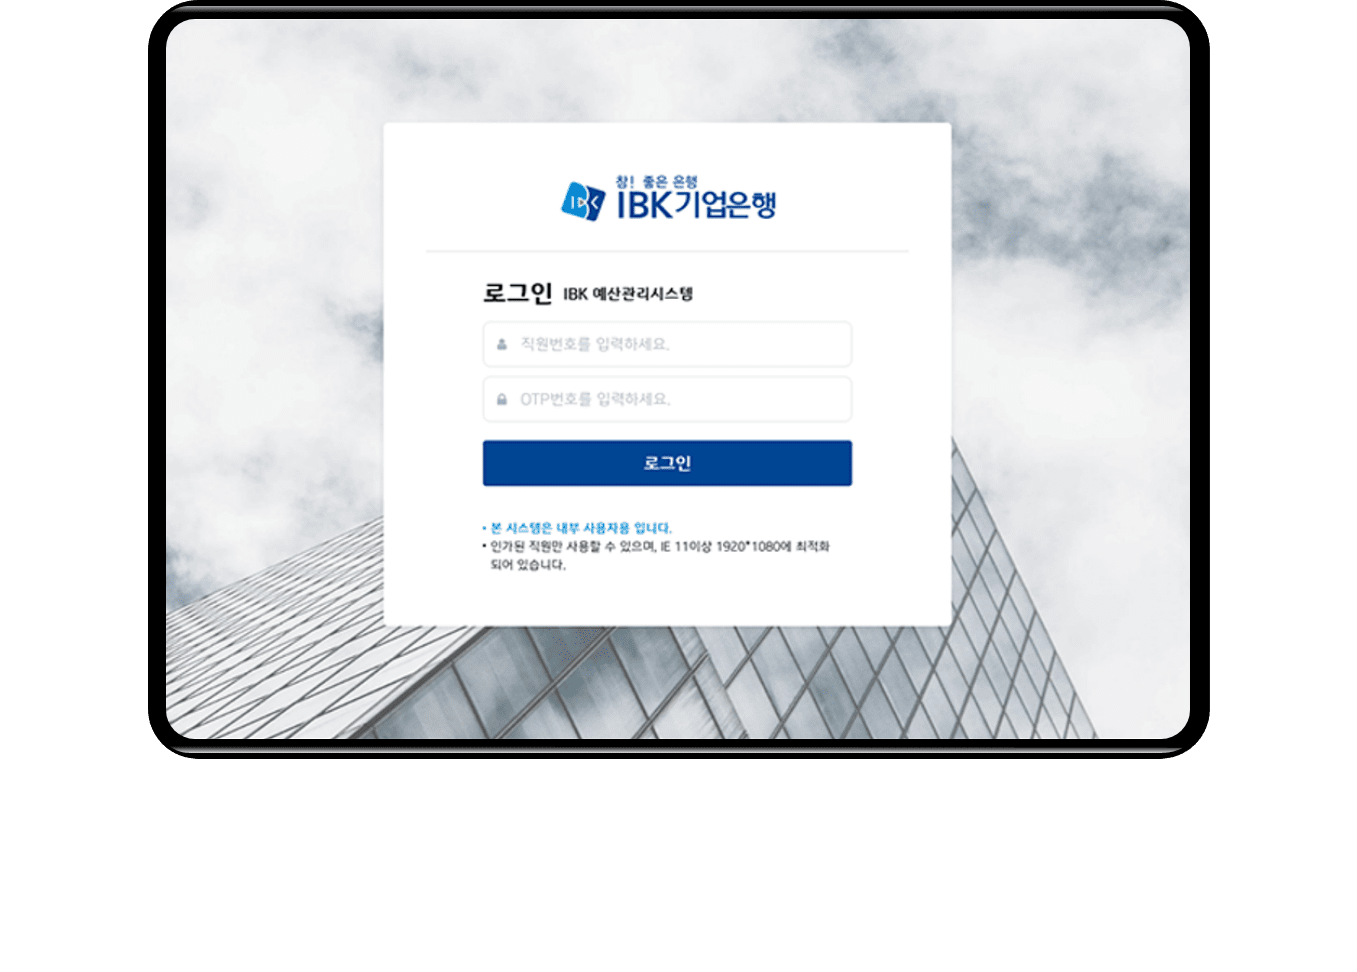 참! 좋은 은행
IBK
IBK기업은행
로그인 IBK 예산관리시스템
직원번호를 입력하세요.
OTP번호를 입력하세요.
로그인
• 본 시스템은 내부 사용자용 입니다.
• 인가된 직원만 사용할 수 있으며, IE 11이상 1920*1080에 최적화
되어 있습니다.